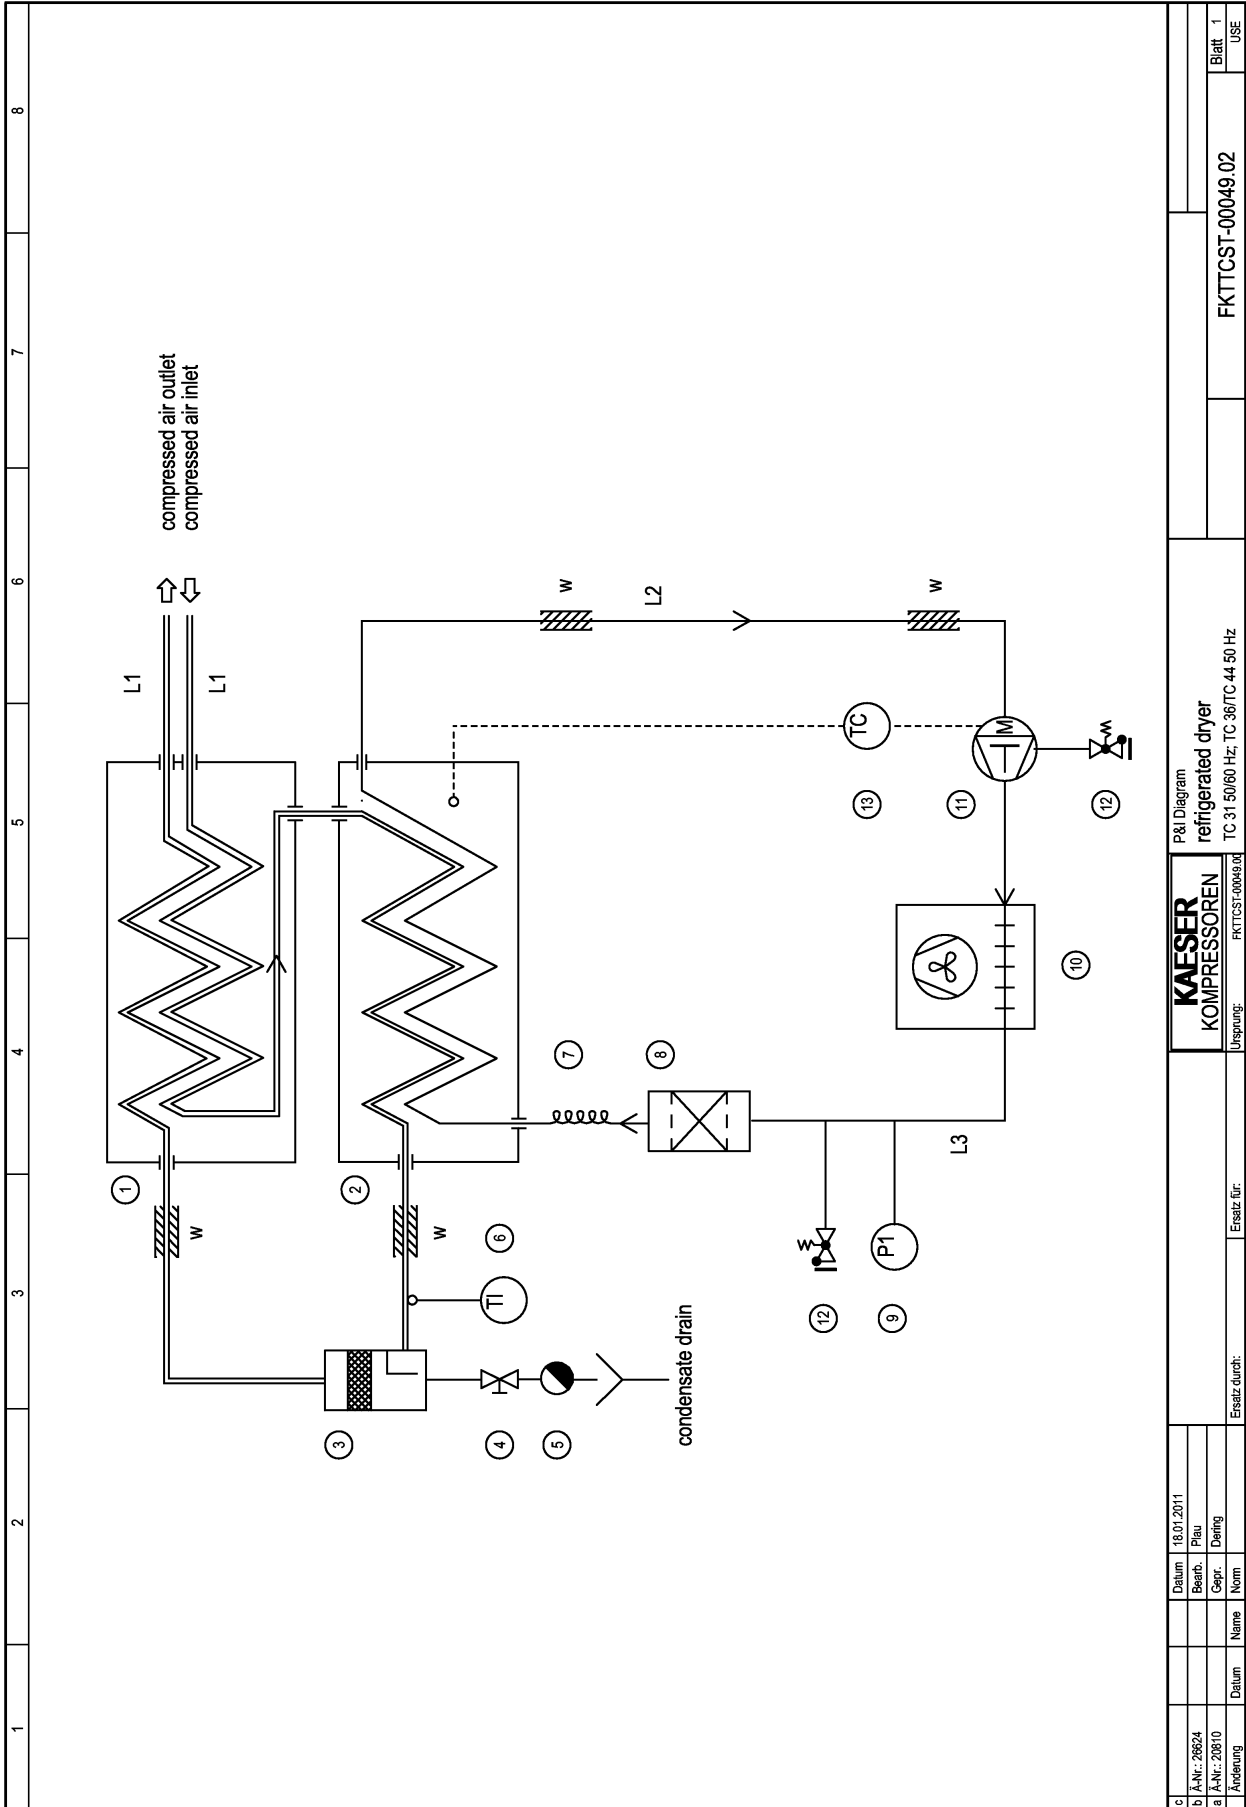 8
7
6
5
4
3
2
1
compressed air outlet
compressed air inlet
L1
L1
1
W
2
W
6
TI
3
4
5
condensate drain
7
8
W
L2
W
TC
13
11
M
12
10
L3
12
9
P1
c
b Ä-Nr.: 26624
a Ä-Nr.: 20810
Änderung
Datum
Name
Datum 18.01.2011
Bearb. Plau
Gepr. Dering
Norm
Ersatz durch:
Ersatz für:
KAESER
KOMPRESSOREN
Ursprung: FKTTCST-00049.00
P&I Diagram
refrigerated dryer
TC 31 50/60 Hz; TC 36/TC 44 50 Hz
FKTTCST-00049.02
Blatt 1
USE